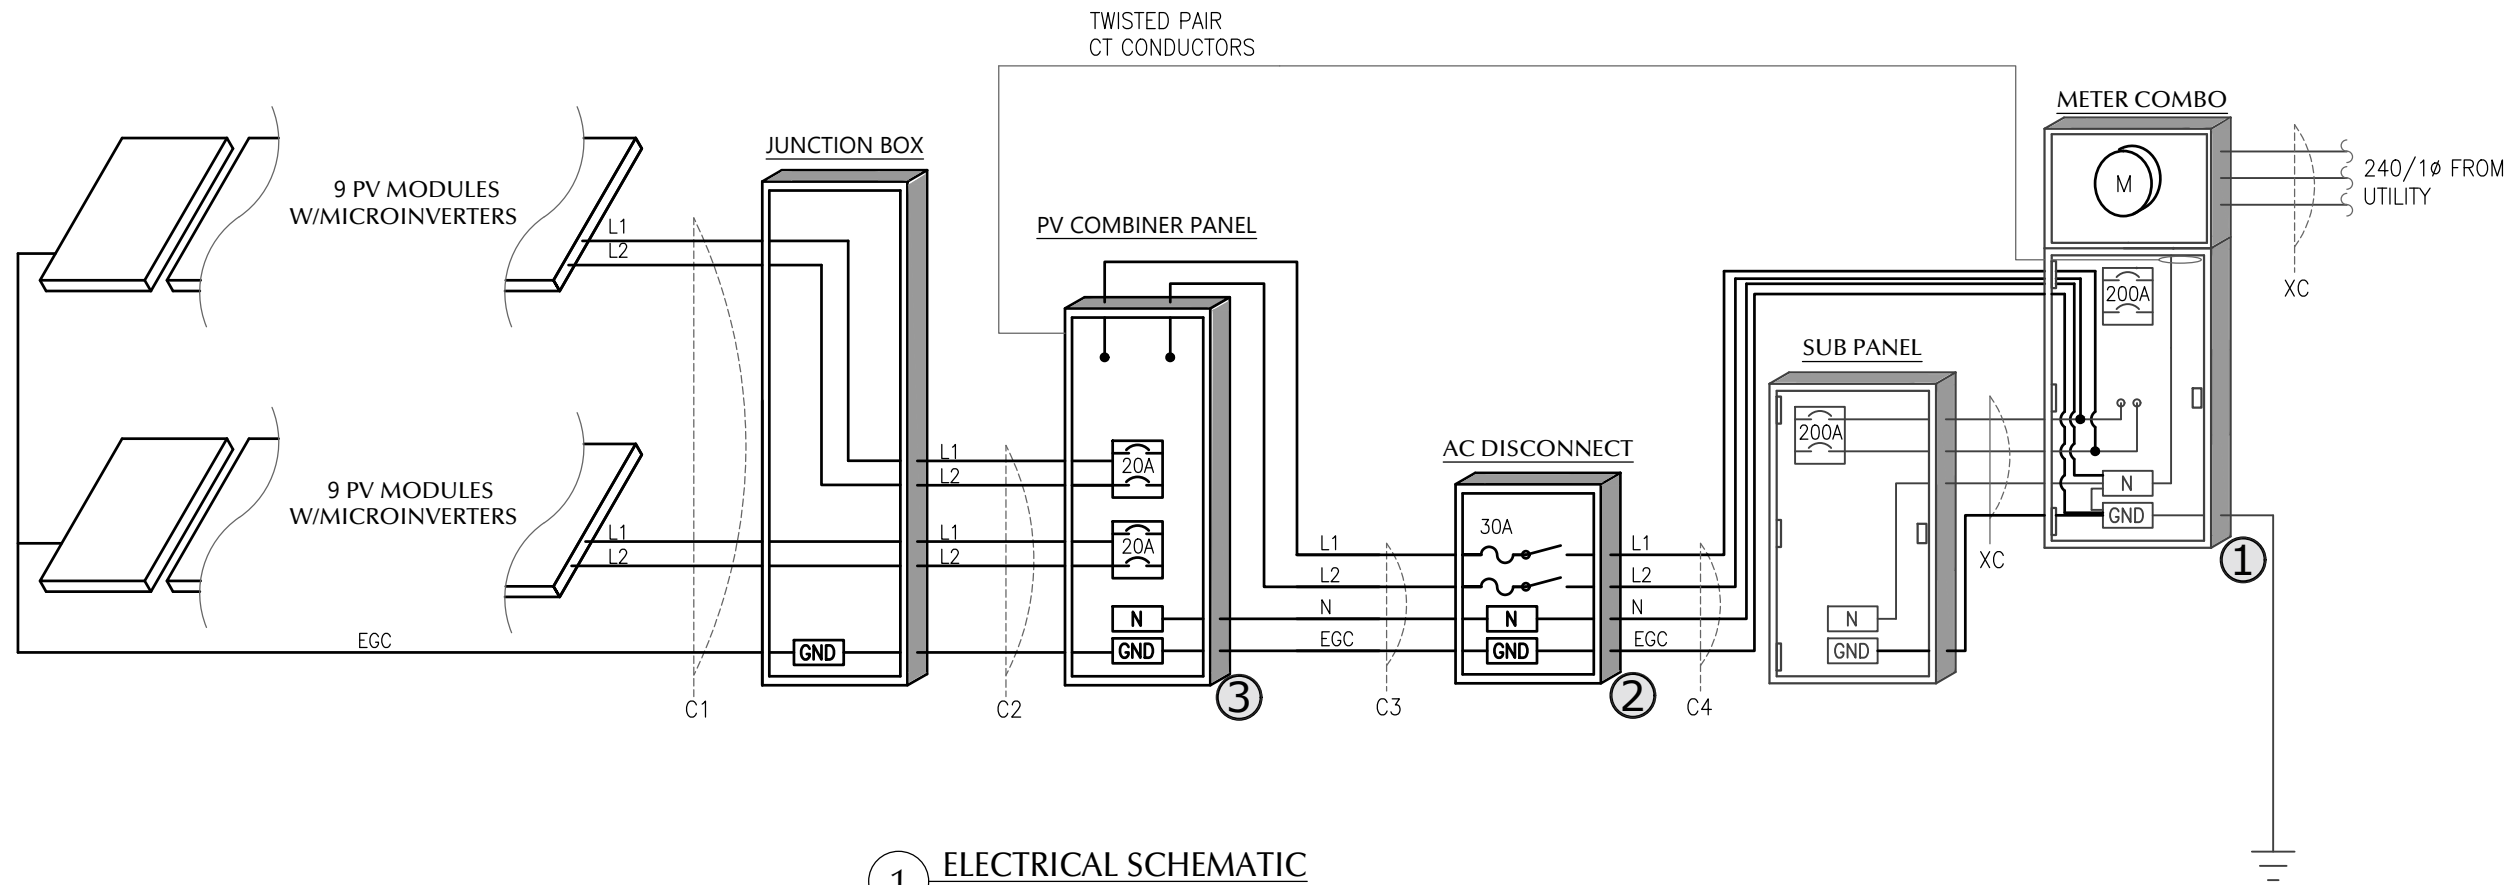 TWISTED PAIR
CT CONDUCTORS
METER COMBO
M
240/1ø FROM
UTILITY
XC
JUNCTION BOX
9 PV MODULES
W/MICROINVERTERS
L1
L2
PV COMBINER PANEL
200A
SUB PANEL
200A
AC DISCONNECT
9 PV MODULES
W/MICROINVERTERS
L1
L2
L1
L2
20A
L1
L2
20A
30A
L1
L2
N
EGC
L1
L2
N
EGC
N
GND
XC
1
EGC
GND
N
GND
N
GND
N
GND
C1
C2
3
C3
2
C4
1
ELECTRICAL SCHEMATIC